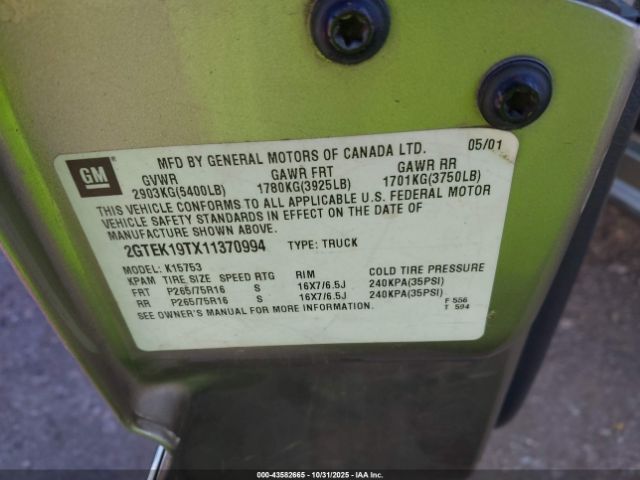 MFD BY GENERAL MOTORS OF CANADA LTD. 05/01
GM
GVWR GAWR FRT GAWR RR
2903KG(5400LB) 1780KG(3925LB) 1701KG(3750LB)
THIS VEHICLE CONFORMS TO ALL APPLICABLE U.S. FEDERAL MOTOR
VEHICLE SAFETY STANDARDS IN EFFECT ON THE DATE OF
MANUFACTURE SHOWN ABOVE.
2GTEK19TX11370994 TYPE: TRUCK
MODEL: K15753
KPAM TIRE SIZE SPEED RTG RIM COLD TIRE PRESSURE
FRT P265/75R16 S 16X7/6.5J 240KPA(35PSI)
RR P265/75R16 S 16X7/6.5J 240KPA(35PSI)
SEE OWNER'S MANUAL FOR MORE INFORMATION.
F 556
T 594
000-43582665 - 10/31/2025 - IAA Inc.